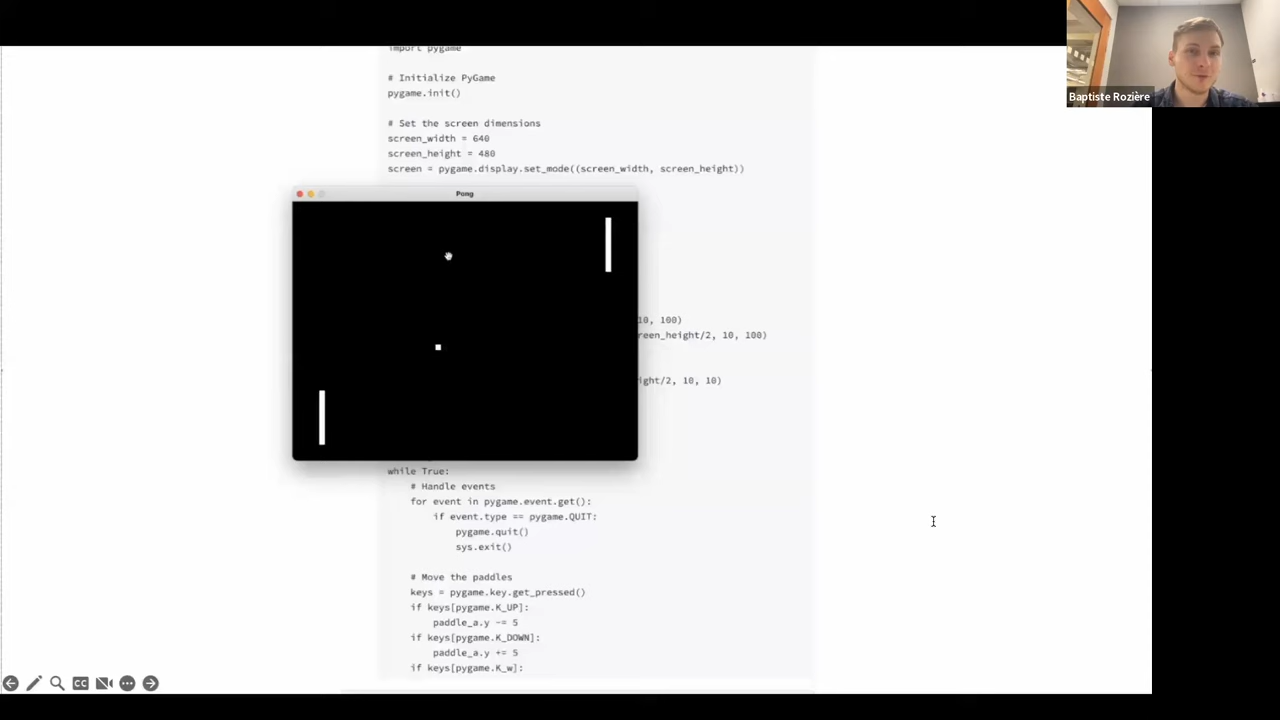 Baptiste Rozière
import pygame
# Initialize PyGame
pygame.init()
# Set the screen dimensions
screen_width = 640
screen_height = 480
screen = pygame.display.set_mode((screen_width, screen_height))
Pong
10, 100)
reen_height/2, 10, 100)
ight/2, 10, 10)
while True:
# Handle events
for event in pygame.event.get():
if event.type == pygame.QUIT:
pygame.quit()
sys.exit()
# Move the paddles
keys = pygame.key.get_pressed()
if keys[pygame.K_UP]:
paddle_a.y -= 5
if keys[pygame.K_DOWN]:
paddle_a.y += 5
if keys[pygame.K_w]:
CC